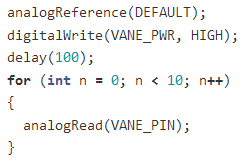 analogReference(DEFAULT);
digitalWrite(VANE_PWR, HIGH);
delay(100);
for (int n = 0; n < 10; n++)
{
  analogRead(VANE_PIN);
}